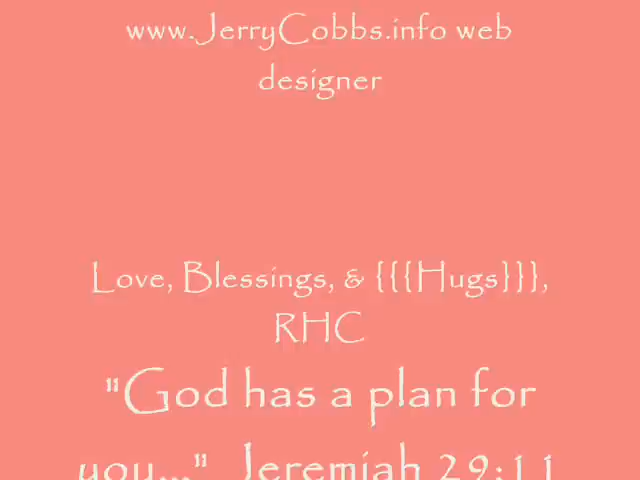 www.JerryCobbs.info web
designer
Love, Blessings, & {{{Hugs}}},
RHC
"God has a plan for
you..." Jeremiah 29:11